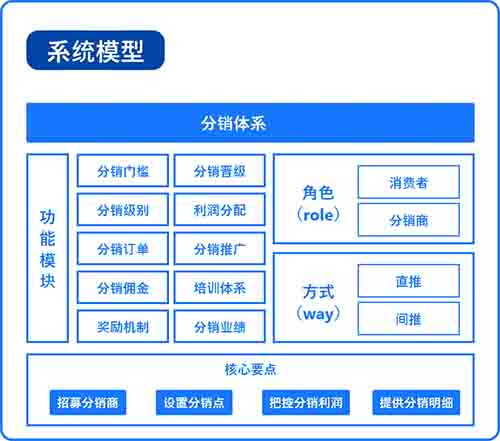 系统模型
分销体系
功能模块
分销门槛
分销晋级
分销级别
利润分配
分销订单
分销推广
分销佣金
培训体系
奖励机制
分销业绩
角色
（role）
消费者
分销商
方式
（way）
直推
间推
核心要点
招募分销商
设置分销点
把控分销利润
提供分销明细